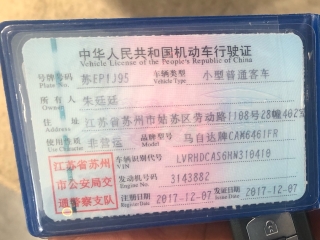 中华人民共和国机动车行驶证
Vehicle License of the People's Republic of China
号牌号码 苏EP1J95 车辆类型 小型普通客车
Plate No. Vehicle Type
所有人 朱廷廷
Owner
住址 江苏省苏州市姑苏区劳动路1108号28幢402室
Address
使用性质 非营运 品牌型号 马自达牌CAM6461FR
Use Character Model
江苏省苏州 车辆识别代号 LVRHDCAS6HN310410
VIN
市公安局交 发动机号码 3143882
Engine No.
通警察支队 注册日期 2017-12-07 发证日期 2017-12-07
Register Date Issue Date